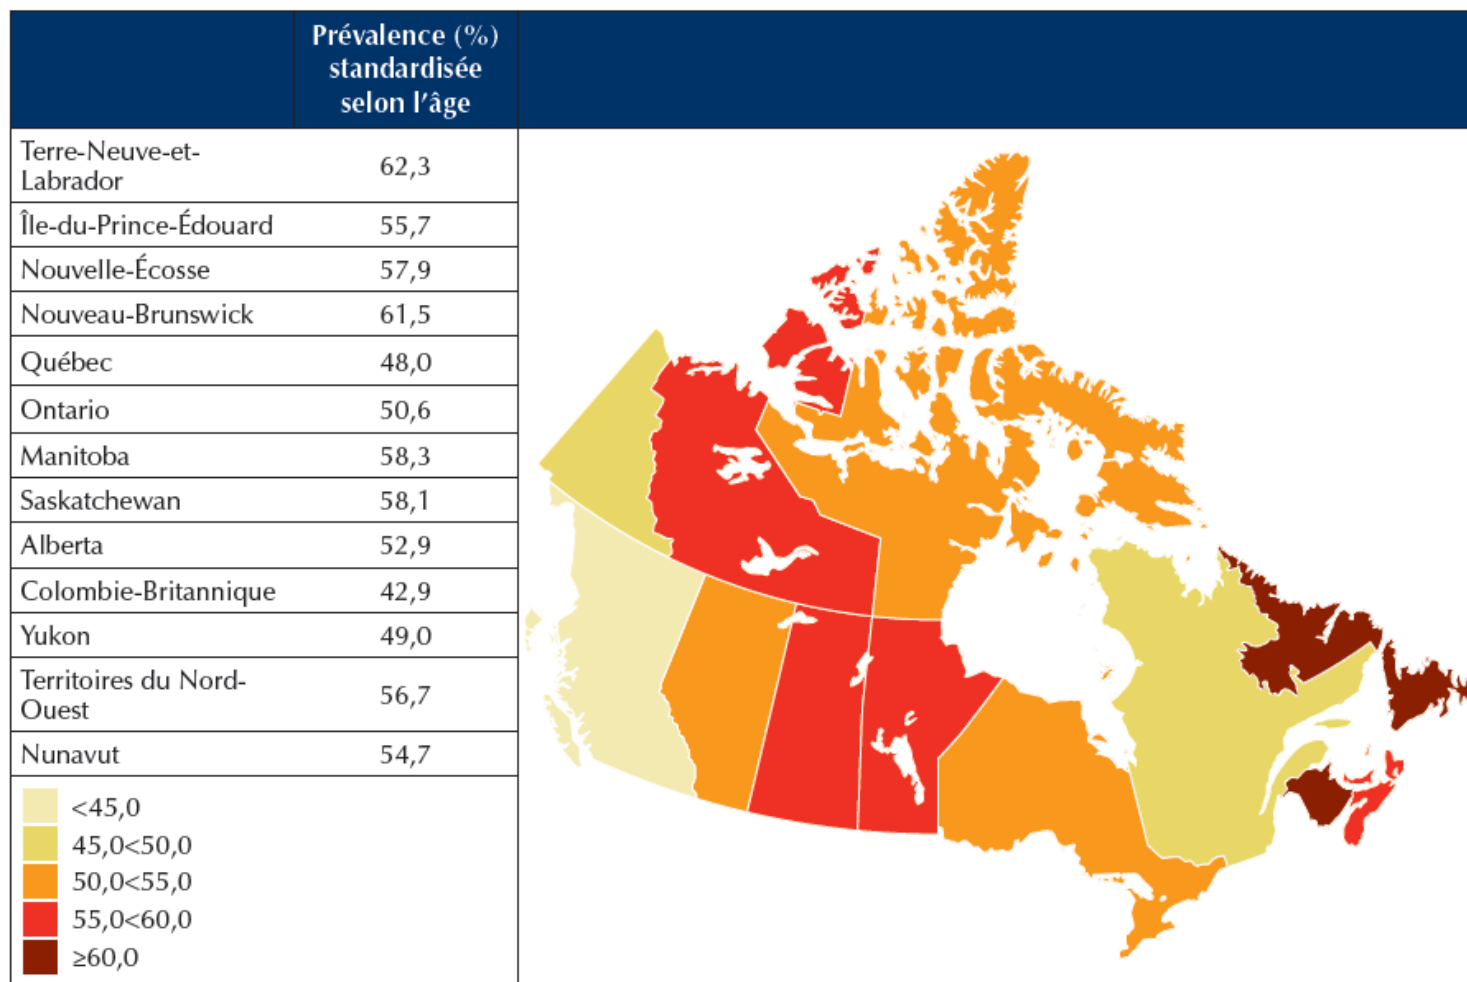 Prévalence (%)
standardisée
selon l'âge
Terre-Neuve-et-
Labrador 62,3
Île-du-Prince-Édouard 55,7
Nouvelle-Écosse 57,9
Nouveau-Brunswick 61,5
Québec 48,0
Ontario 50,6
Manitoba 58,3
Saskatchewan 58,1
Alberta 52,9
Colombie-Britannique 42,9
Yukon 49,0
Territoires du Nord-
Ouest 56,7
Nunavut 54,7
<45,0
45,0<50,0
50,0<55,0
55,0<60,0
≥60,0